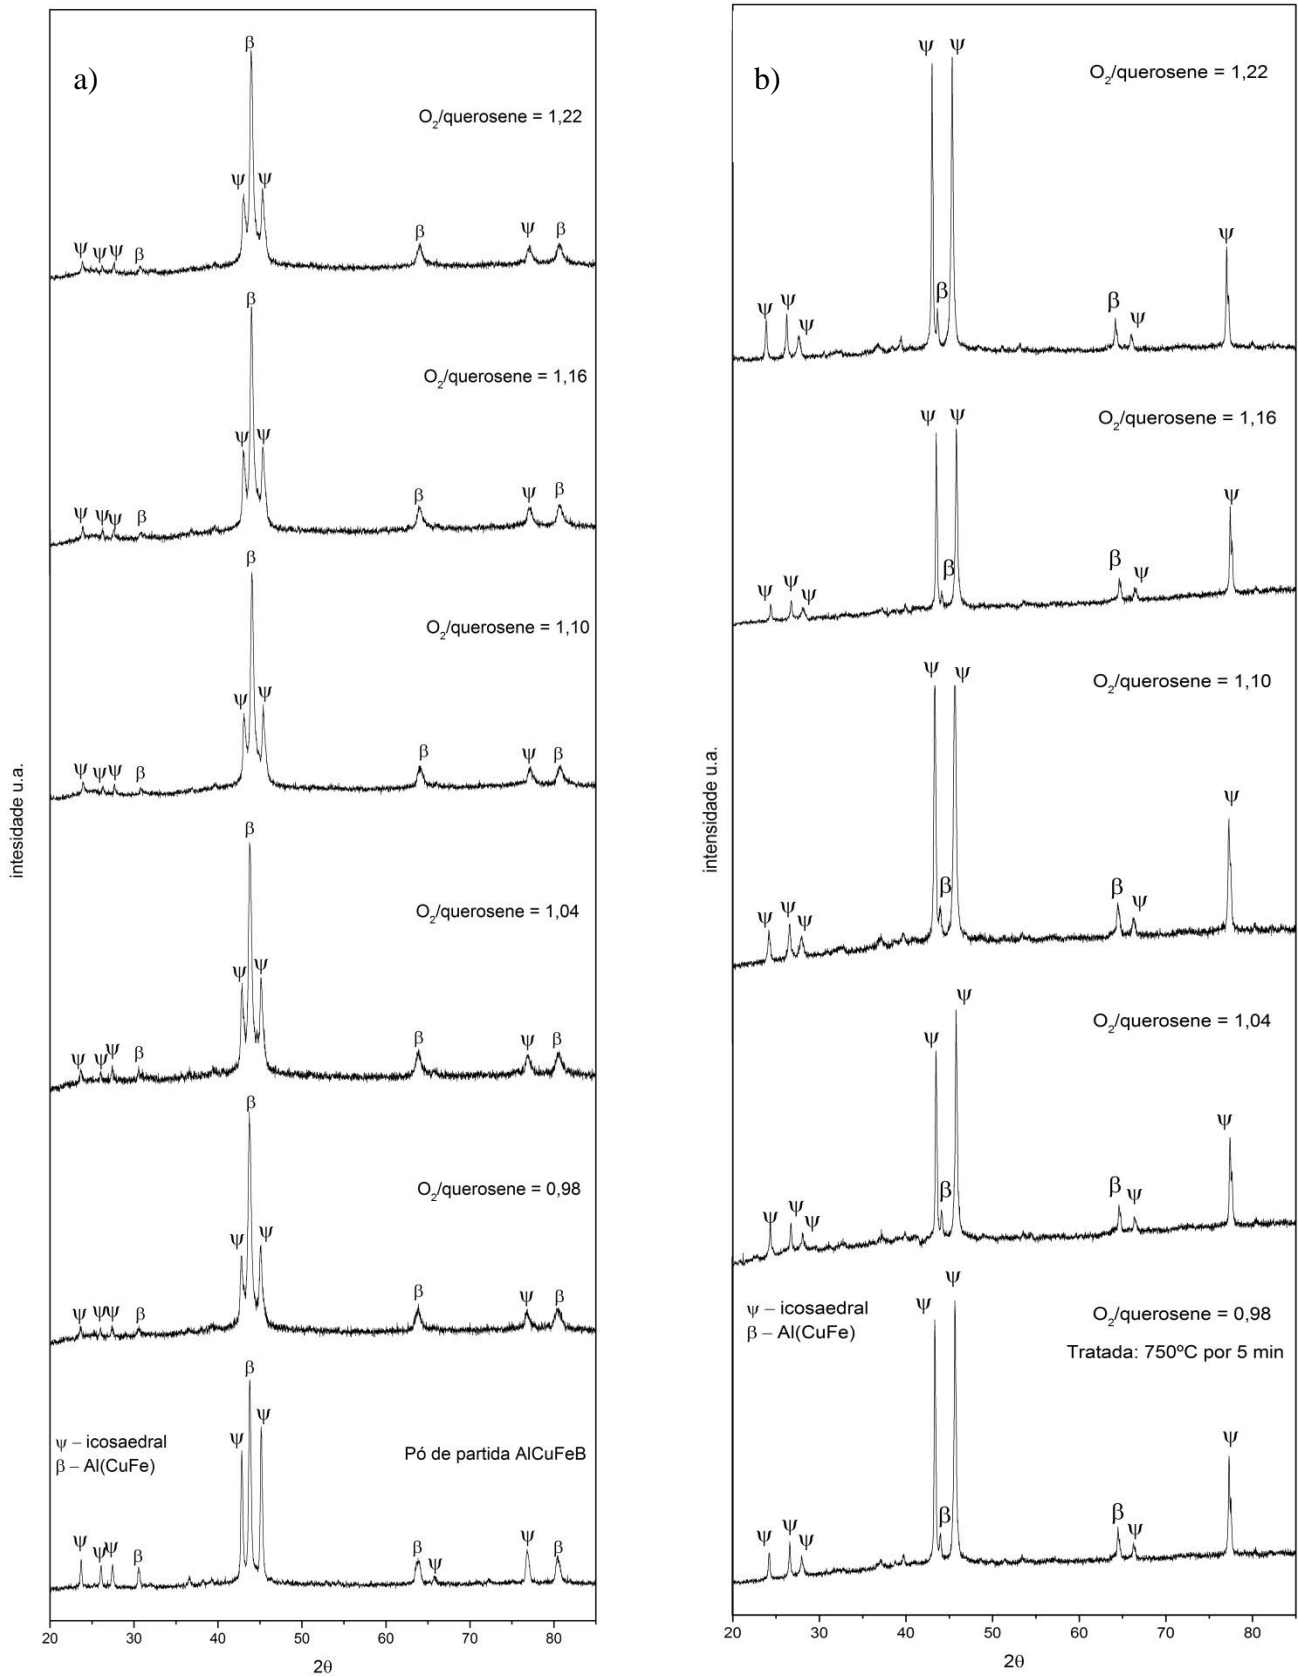 a)
β
O₂/querosene = 1,22
ψ β ψ
ψ ψ ψ β β ψ β
β
O₂/querosene = 1,16
ψ ψ
ψ ψ ψ β β ψ β
β
O₂/querosene = 1,10
ψ ψ
ψ ψ ψ β β ψ β
β
O₂/querosene = 1,04
ψ ψ
ψ ψ ψ β β ψ β
β
O₂/querosene = 0,98
ψ ψ
ψ ψ ψ β β ψ β
β
ψ ψ
ψ – icosaedral
β – Al(CuFe)
Pó de partida AlCuFeB
ψ ψ ψ β β ψ ψ β
intesidade u.a.
20 30 40 50 60 70 80
2θ
b)
ψ ψ
O₂/querosene = 1,22
ψ ψ ψ β β ψ ψ
ψ ψ
O₂/querosene = 1,16
ψ ψ ψ β β ψ ψ
ψ ψ
O₂/querosene = 1,10
ψ ψ ψ β β ψ ψ
ψ ψ
O₂/querosene = 1,04
ψ ψ ψ β β ψ ψ
ψ ψ
ψ – icosaedral
β – Al(CuFe)
O₂/querosene = 0,98
Tratada: 750ºC por 5 min
ψ ψ ψ β β ψ ψ
intensidade u.a.
20 30 40 50 60 70 80
2θ